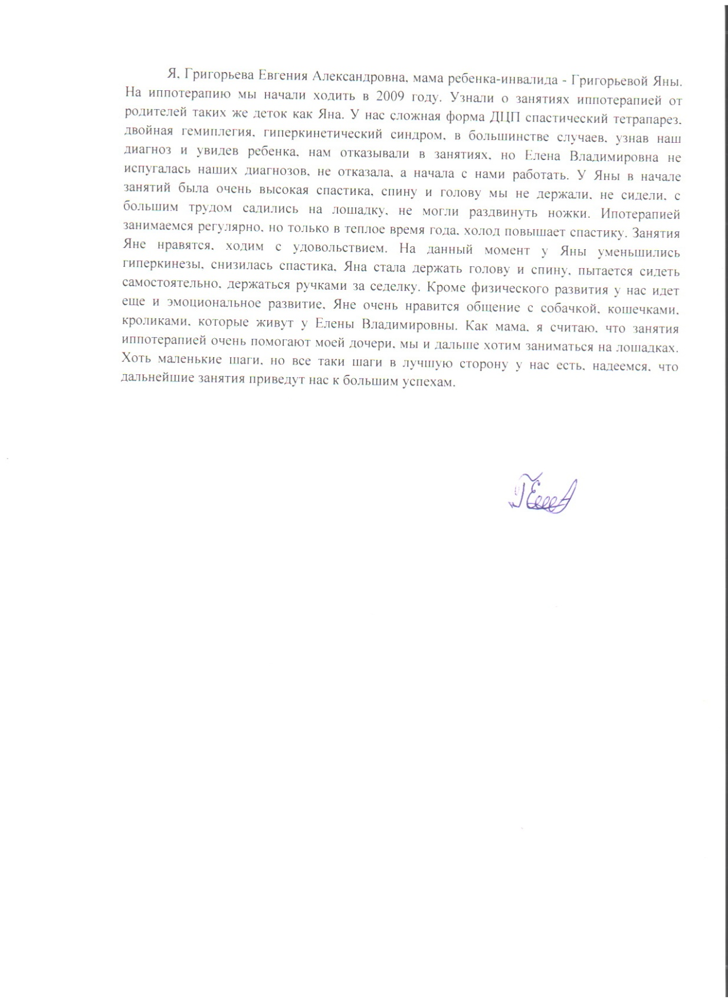 Я, Григорьева Евгения Александровна, мама ребенка-инвалида - Григорьевой Яны.
На иппотерапию мы начали ходить в 2009 году. Узнали о занятиях иппотерапией от
родителей таких же деток как Яна. У нас сложная форма ДЦП спастический тетрапарез,
двойная гемиплегия, гиперкинетический синдром, в большинстве случаев, узнав наш
диагноз и увидев ребенка, нам отказывали в занятиях, но Елена Владимировна не
испугалась наших диагнозов, не отказала, а начала с нами работать. У Яны в начале
занятий была очень высокая спастика, спину и голову мы не держали, не сидели, с
большим трудом садились на лошадку, не могли раздвинуть ножки. Ипотерапией
занимаемся регулярно, но только в теплое время года, холод повышает спастику. Занятия
Яне нравятся, ходим с удовольствием. На данный момент у Яны уменьшились
гиперкинезы, снизилась спастика, Яна стала держать голову и спину, пытается сидеть
самостоятельно, держаться ручками за седелку. Кроме физического развития у нас идет
еще и эмоциональное развитие, Яне очень нравится общение с собачкой, кошечками,
кроликами, которые живут у Елены Владимировны. Как мама, я считаю, что занятия
иппотерапией очень помогают моей дочери, мы и дальше хотим заниматься на лошадках.
Хоть маленькие шаги, но все таки шаги в лучшую сторону у нас есть, надеемся, что
дальнейшие занятия приведут нас к большим успехам.